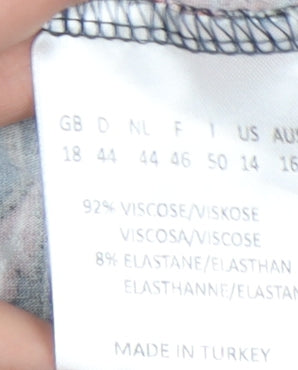 GB D NL F I US AUS
18 44 44 46 50 14 16
92% VISCOSE/VISKOSE
VISCOSA/VISCOSE
8% ELASTANE/ELASTHAN
ELASTHANNE/ELASTAN
MADE IN TURKEY